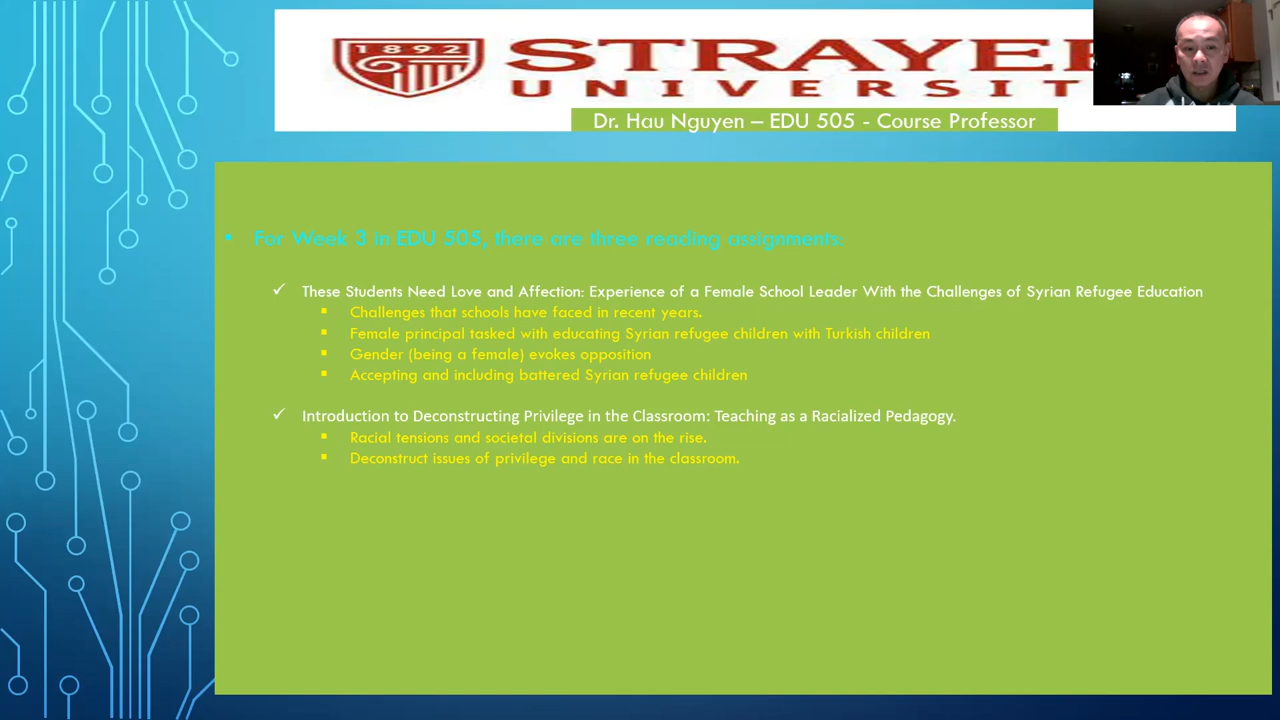 1892
STRAYE
UNIVERSIT
Dr. Hau Nguyen – EDU 505 - Course Professor
• For Week 3 in EDU 505, there are three reading assignments:
✓ These Students Need Love and Affection: Experience of a Female School Leader With the Challenges of Syrian Refugee Education
▪ Challenges that schools have faced in recent years.
▪ Female principal tasked with educating Syrian refugee children with Turkish children
▪ Gender (being a female) evokes opposition
▪ Accepting and including battered Syrian refugee children
✓ Introduction to Deconstructing Privilege in the Classroom: Teaching as a Racialized Pedagogy.
▪ Racial tensions and societal divisions are on the rise.
▪ Deconstruct issues of privilege and race in the classroom.